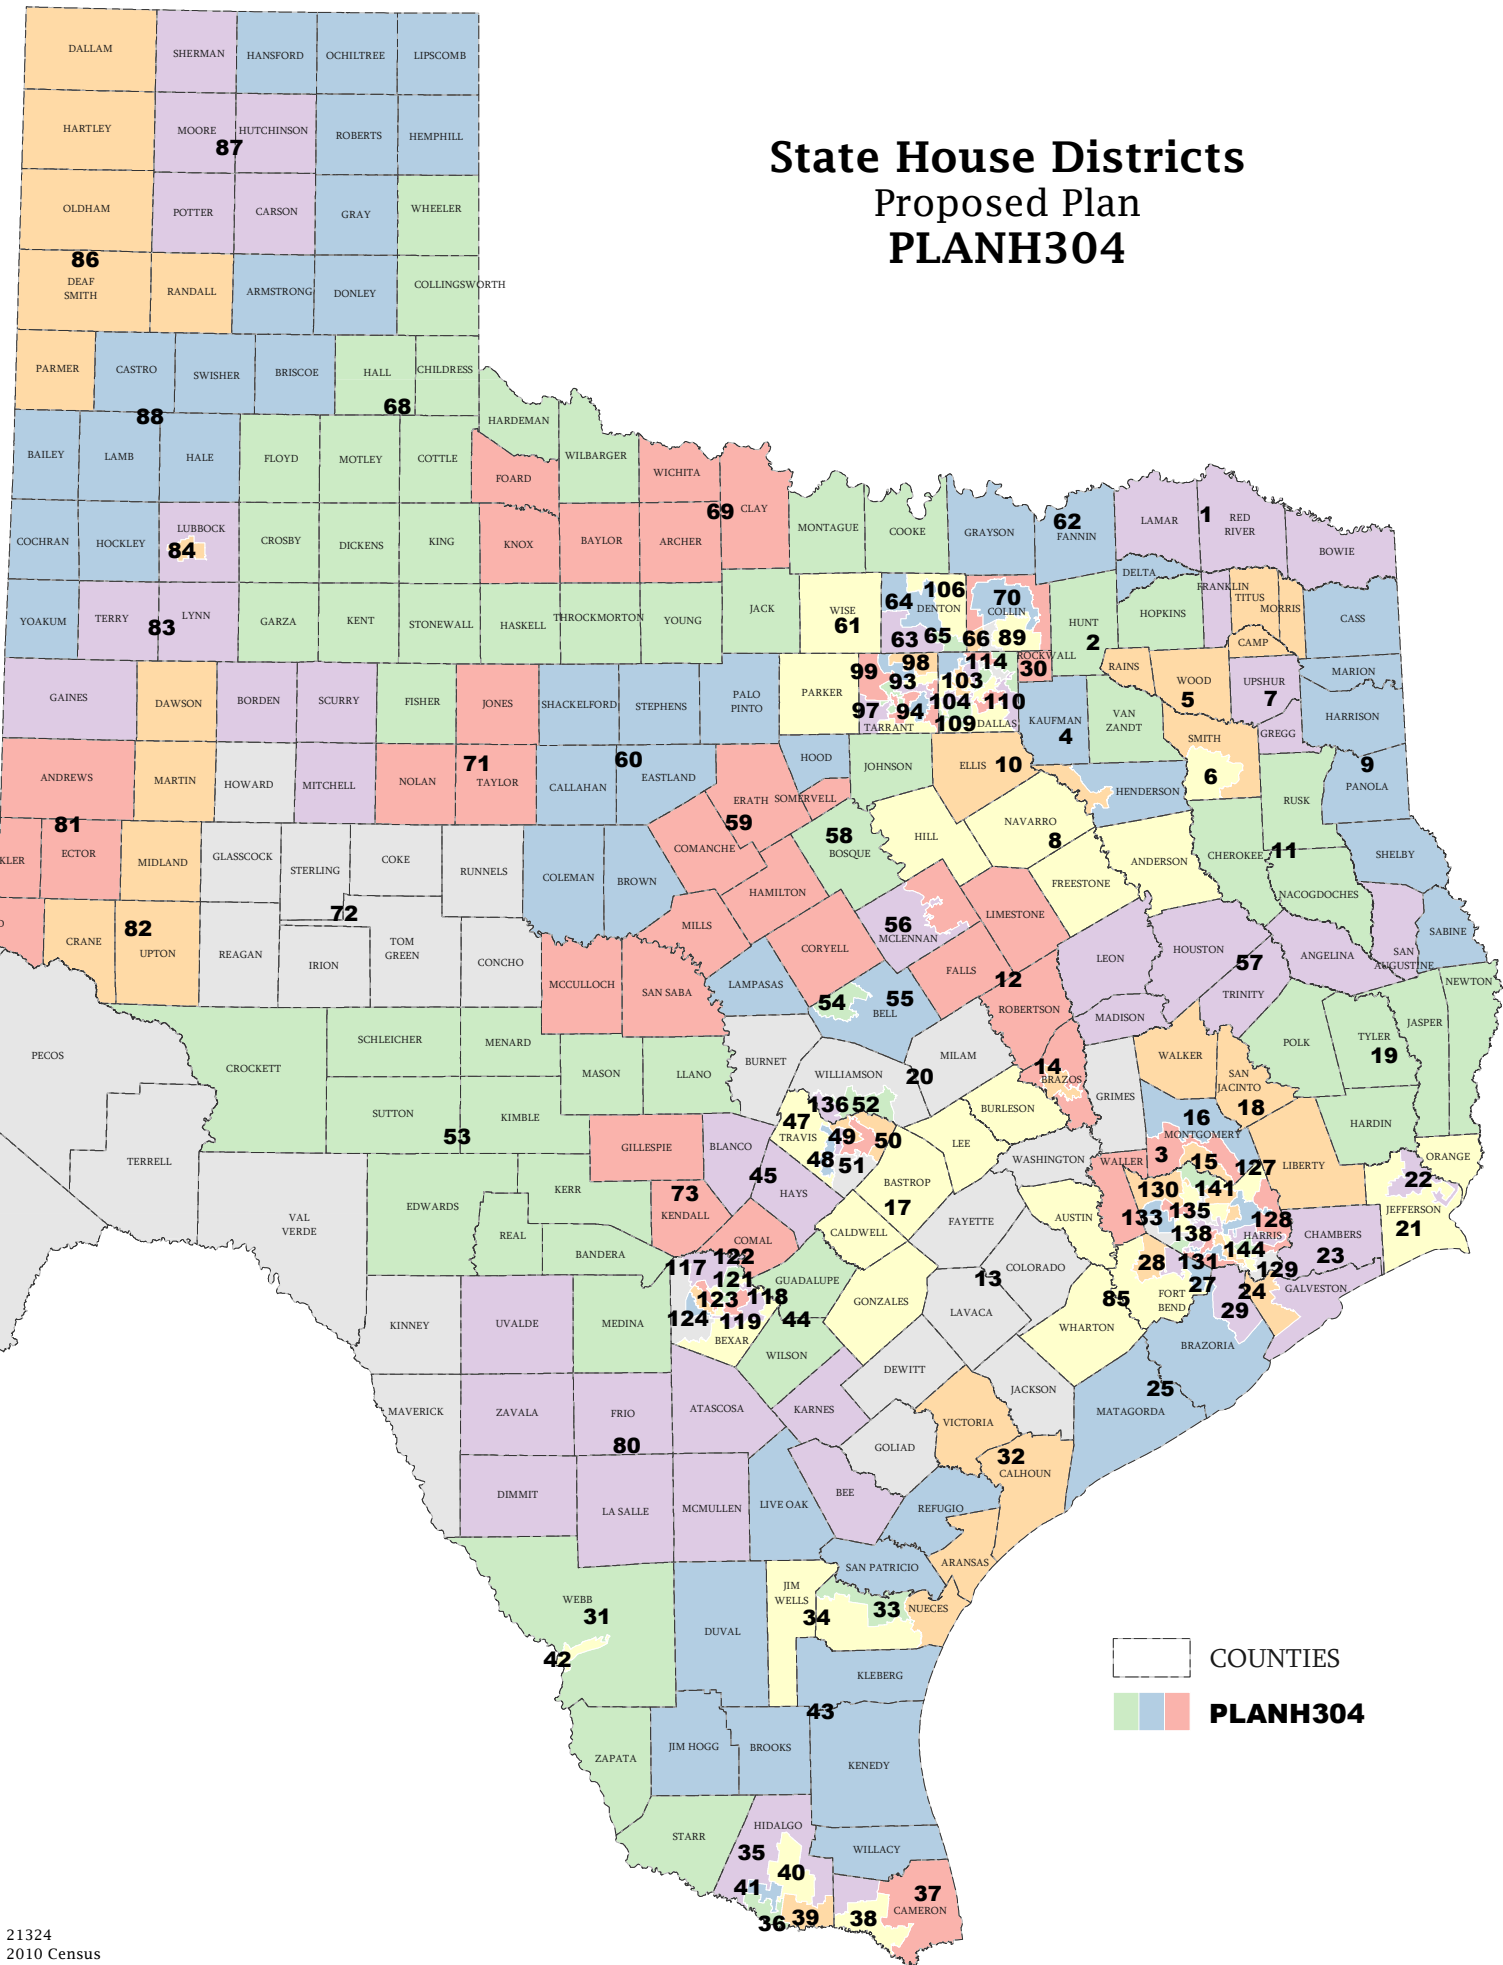 State House Districts
Proposed Plan
PLANH304
DALLAM
SHERMAN
HANSFORD
OCHILTREE
LIPSCOMB
HARTLEY
MOORE
HUTCHINSON
ROBERTS
HEMPHILL
87
OLDHAM
POTTER
CARSON
GRAY
WHEELER
86
DEAF
SMITH
RANDALL
ARMSTRONG
DONLEY
COLLINGSWORTH
PARMER
CASTRO
SWISHER
BRISCOE
HALL
CHILDRESS
88
68
HARDEMAN
BAILEY
LAMB
HALE
FLOYD
MOTLEY
COTTLE
FOARD
WILBARGER
WICHITA
69
CLAY
COCHRAN
HOCKLEY
LUBBOCK
84
CROSBY
DICKENS
KING
KNOX
BAYLOR
ARCHER
MONTAGUE
COOKE
GRAYSON
62
FANNIN
LAMAR
1
RED
RIVER
BOWIE
YOAKUM
TERRY
83
LYNN
GARZA
KENT
STONEWALL
HASKELL
THROCKMORTON
YOUNG
JACK
WISE
61
64
106
DENTON
63
65
70
COLLIN
66
89
HUNT
2
DELTA
HOPKINS
FRANKLIN
TITUS
MORRIS
CAMP
CASS
GAINES
DAWSON
BORDEN
SCURRY
FISHER
JONES
SHACKELFORD
STEPHENS
PALO
PINTO
PARKER
99
98
93
97
94
TARRANT
114
103
104
110
109
DALLAS
ROCKWALL
30
RAINS
WOOD
5
UPSHUR
7
MARION
HARRISON
GREGG
KAUFMAN
4
VAN
ZANDT
SMITH
6
ANDREWS
MARTIN
HOWARD
MITCHELL
NOLAN
71
TAYLOR
60
CALLAHAN
EASTLAND
HOOD
JOHNSON
ELLIS
10
HENDERSON
RUSK
9
PANOLA
ERATH
SOMERVELL
81
KLER
ECTOR
MIDLAND
GLASSCOCK
STERLING
COKE
RUNNELS
COLEMAN
BROWN
59
COMANCHE
HAMILTON
58
BOSQUE
HILL
NAVARRO
8
FREESTONE
ANDERSON
CHEROKEE
11
NACOGDOCHES
SHELBY
72
82
CRANE
UPTON
REAGAN
IRION
TOM
GREEN
CONCHO
MILLS
CORYELL
56
MCLENNAN
LIMESTONE
LEON
HOUSTON
57
ANGELINA
SAN
AUGUSTINE
SABINE
MCCULLOCH
SAN SABA
LAMPASAS
54
55
BELL
FALLS
12
ROBERTSON
MADISON
TRINITY
NEWTON
PECOS
CROCKETT
SCHLEICHER
MENARD
MASON
LLANO
BURNET
WILLIAMSON
20
MILAM
14
BRAZOS
GRIMES
WALKER
SAN
JACINTO
18
POLK
TYLER
19
JASPER
TERRELL
SUTTON
KIMBLE
53
GILLESPIE
BLANCO
47
TRAVIS
136
52
49
50
48
51
BURLESON
LEE
WASHINGTON
WALLER
16
MONTGOMERY
3
15
127
LIBERTY
HARDIN
ORANGE
VAL
VERDE
EDWARDS
REAL
KERR
BANDERA
73
KENDALL
45
HAYS
COMAL
BASTROP
17
CALDWELL
FAYETTE
AUSTIN
130
141
133
135
138
128
HARRIS
144
131
129
CHAMBERS
23
22
JEFFERSON
21
KINNEY
UVALDE
MEDINA
122
117
121
123
118
124
119
BEXAR
GUADALUPE
44
GONZALES
13
COLORADO
LAVACA
85
28
FORT
BEND
27
24
29
GALVESTON
WHARTON
WILSON
BRAZORIA
MAVERICK
ZAVALA
FRIO
80
ATASCOSA
KARNES
DEWITT
JACKSON
25
MATAGORDA
VICTORIA
GOLIAD
32
CALHOUN
DIMMIT
LA SALLE
MCMULLEN
LIVE OAK
BEE
REFUGIO
WEBB
31
42
SAN PATRICIO
ARANSAS
JIM
WELLS
34
33
NUECES
DUVAL
KLEBERG
43
ZAPATA
JIM HOGG
BROOKS
KENEDY
STARR
HIDALGO
35
40
41
36
39
WILLACY
37
CAMERON
38
COUNTIES
PLANH304
21324
2010 Census